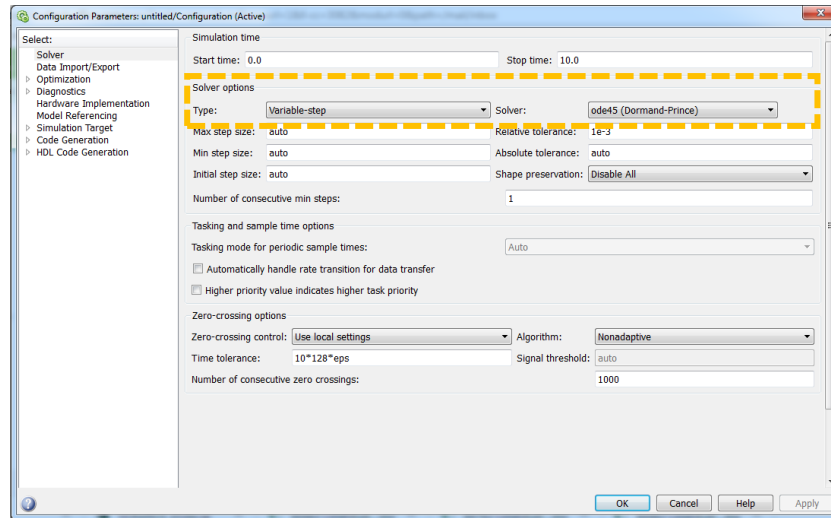 Configuration Parameters: untitled/Configuration (Active)
Select:
Solver
Data Import/Export
Optimization
Diagnostics
Hardware Implementation
Model Referencing
Simulation Target
Code Generation
HDL Code Generation
Simulation time
Start time: 0.0 Stop time: 10.0
Solver options
Type: Variable-step Solver: ode45 (Dormand-Prince)
Max step size: auto Relative tolerance: 1e-3
Min step size: auto Absolute tolerance: auto
Initial step size: auto Shape preservation: Disable All
Number of consecutive min steps: 1
Tasking and sample time options
Tasking mode for periodic sample times: Auto
Automatically handle rate transition for data transfer
Higher priority value indicates higher task priority
Zero-crossing options
Zero-crossing control: Use local settings Algorithm: Nonadaptive
Time tolerance: 10*128*eps Signal threshold: auto
Number of consecutive zero crossings: 1000
OK Cancel Help Apply